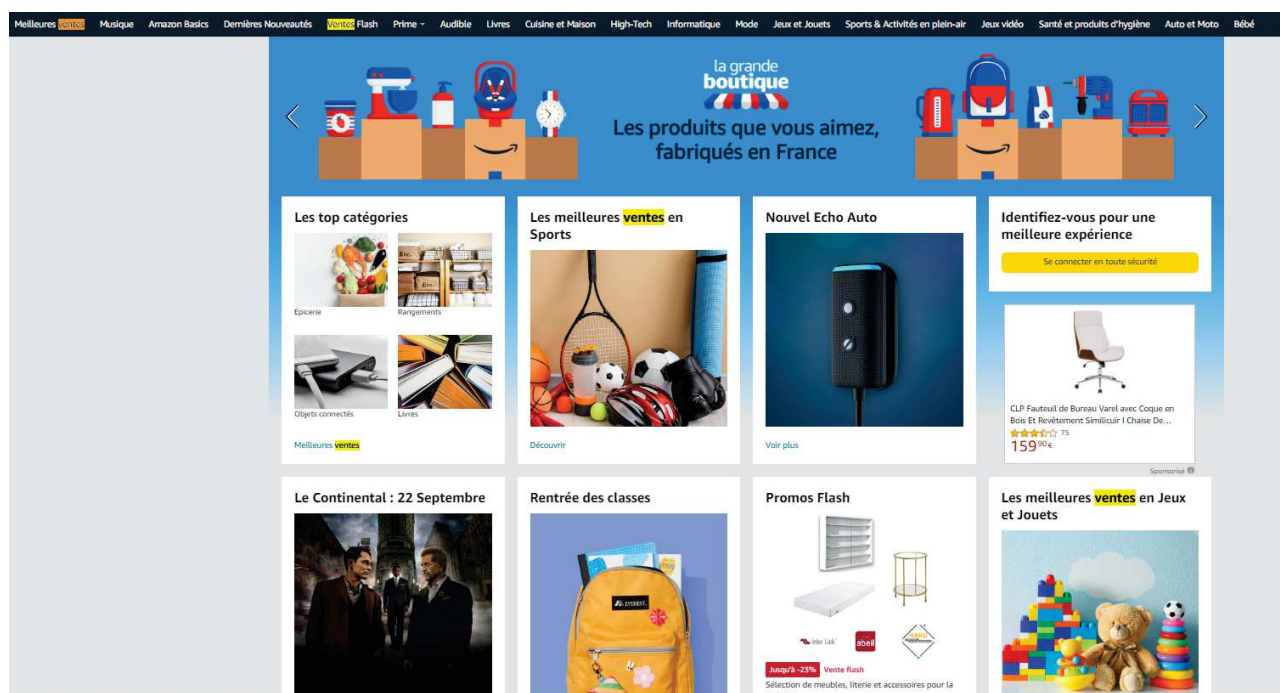 Meilleures ventes Musique Amazon Basics Dernières Nouveautés Ventes Flash Prime Audible Livres Cuisine et Maison High-Tech Informatique Mode Jeux et Jouets Sports & Activités en plein-air Jeux vidéo Santé et produits d'hygiène Auto et Moto Bébé
la grande
boutique
Les produits que vous aimez,
fabriqués en France
Les top catégories
Épicerie
Rangements
Objets connectés
Livres
Meilleures ventes
Les meilleures ventes en
Sports
Découvrir
Nouvel Echo Auto
Voir plus
Identifiez-vous pour une
meilleure expérience
Se connecter en toute sécurité
CLP Fauteuil de Bureau Varel avec Coque en
Bois Et Revêtement Similicuir I Chaise De...
75
15990€
Sponsorisé
Le Continental : 22 Septembre
Rentrée des classes
EVEREST.
Promos Flash
Inter Link
abeil
HAKU
Jusqu'à -23% Vente flash
Sélection de meubles, literie et accessoires pour la
Les meilleures ventes en Jeux
et Jouets